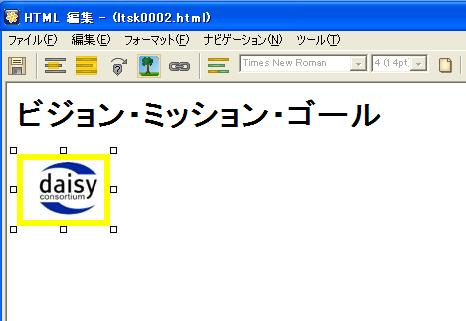 HTML 編集 - (ltsk0002.html)
ファイル(F) 編集(E) フォーマット(F) ナビゲーション(N) ツール(T)
Times New Roman 4 (14pt)
ビジョン・ミッション・ゴール
daisy
consortium